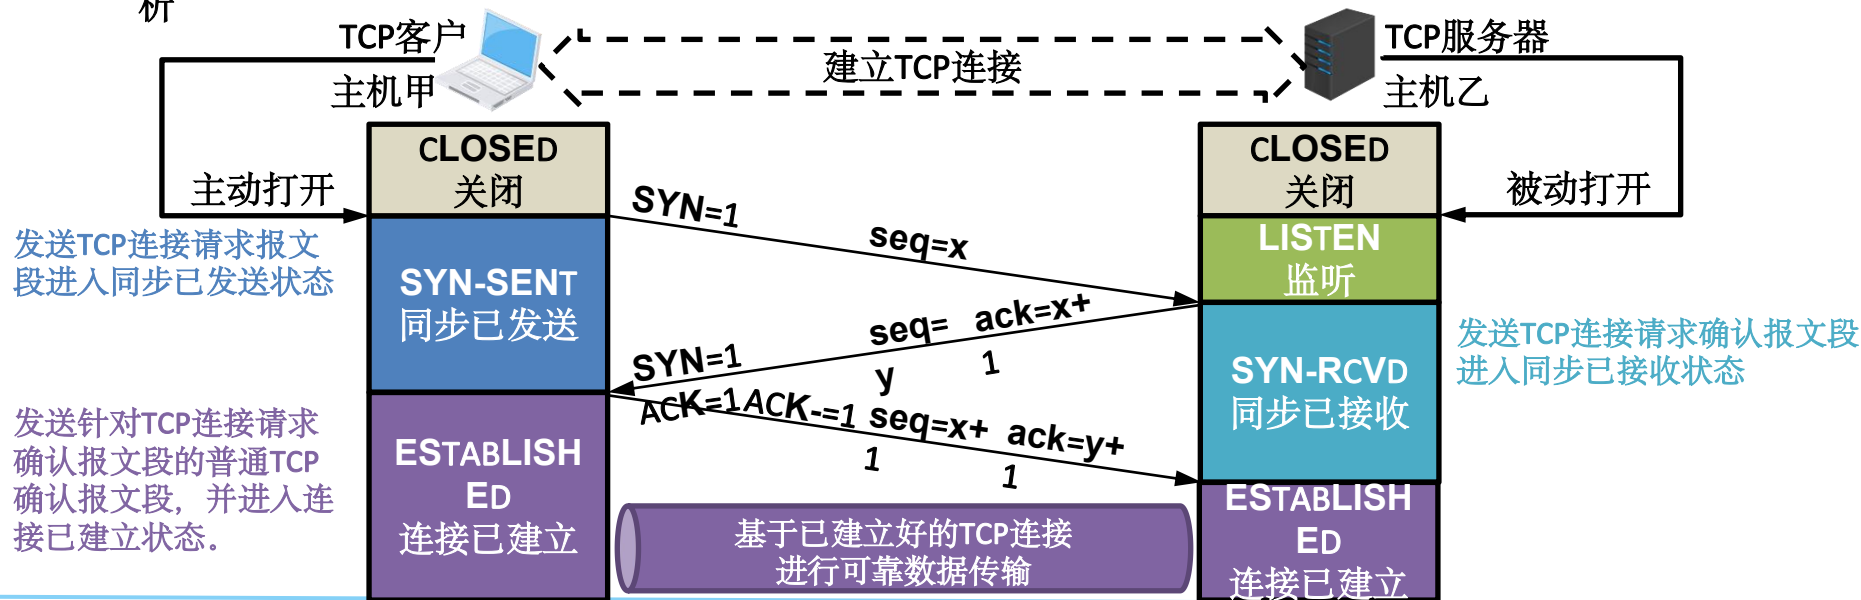 析
TCP客户
主机甲
建立TCP连接
TCP服务器
主机乙
CLOSED
关闭
CLOSED
关闭
主动打开
被动打开
发送TCP连接请求报文
段进入同步已发送状态
SYN=1
seq=x
LISTEN
监听
SYN-SENT
同步已发送
seq=
y
ack=x+
1
SYN=1
ACK=1
发送TCP连接请求确认报文段
进入同步已接收状态
SYN-RCVD
同步已接收
发送针对TCP连接请求
确认报文段的普通TCP
确认报文段，并进入连
接已建立状态。
ACK-=1
seq=x+
1
ack=y+
1
ESTABLISH
ED
连接已建立
ESTABLISH
ED
连接已建立
基于已建立好的TCP连接
进行可靠数据传输